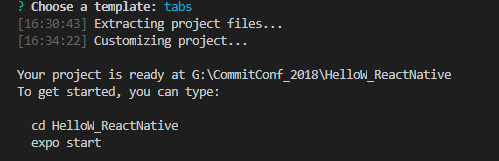 ? Choose a template: tabs
[16:30:43] Extracting project files...
[16:34:22] Customizing project...
Your project is ready at G:\CommitConf_2018\HelloW_ReactNative
To get started, you can type:
cd HelloW_ReactNative
expo start